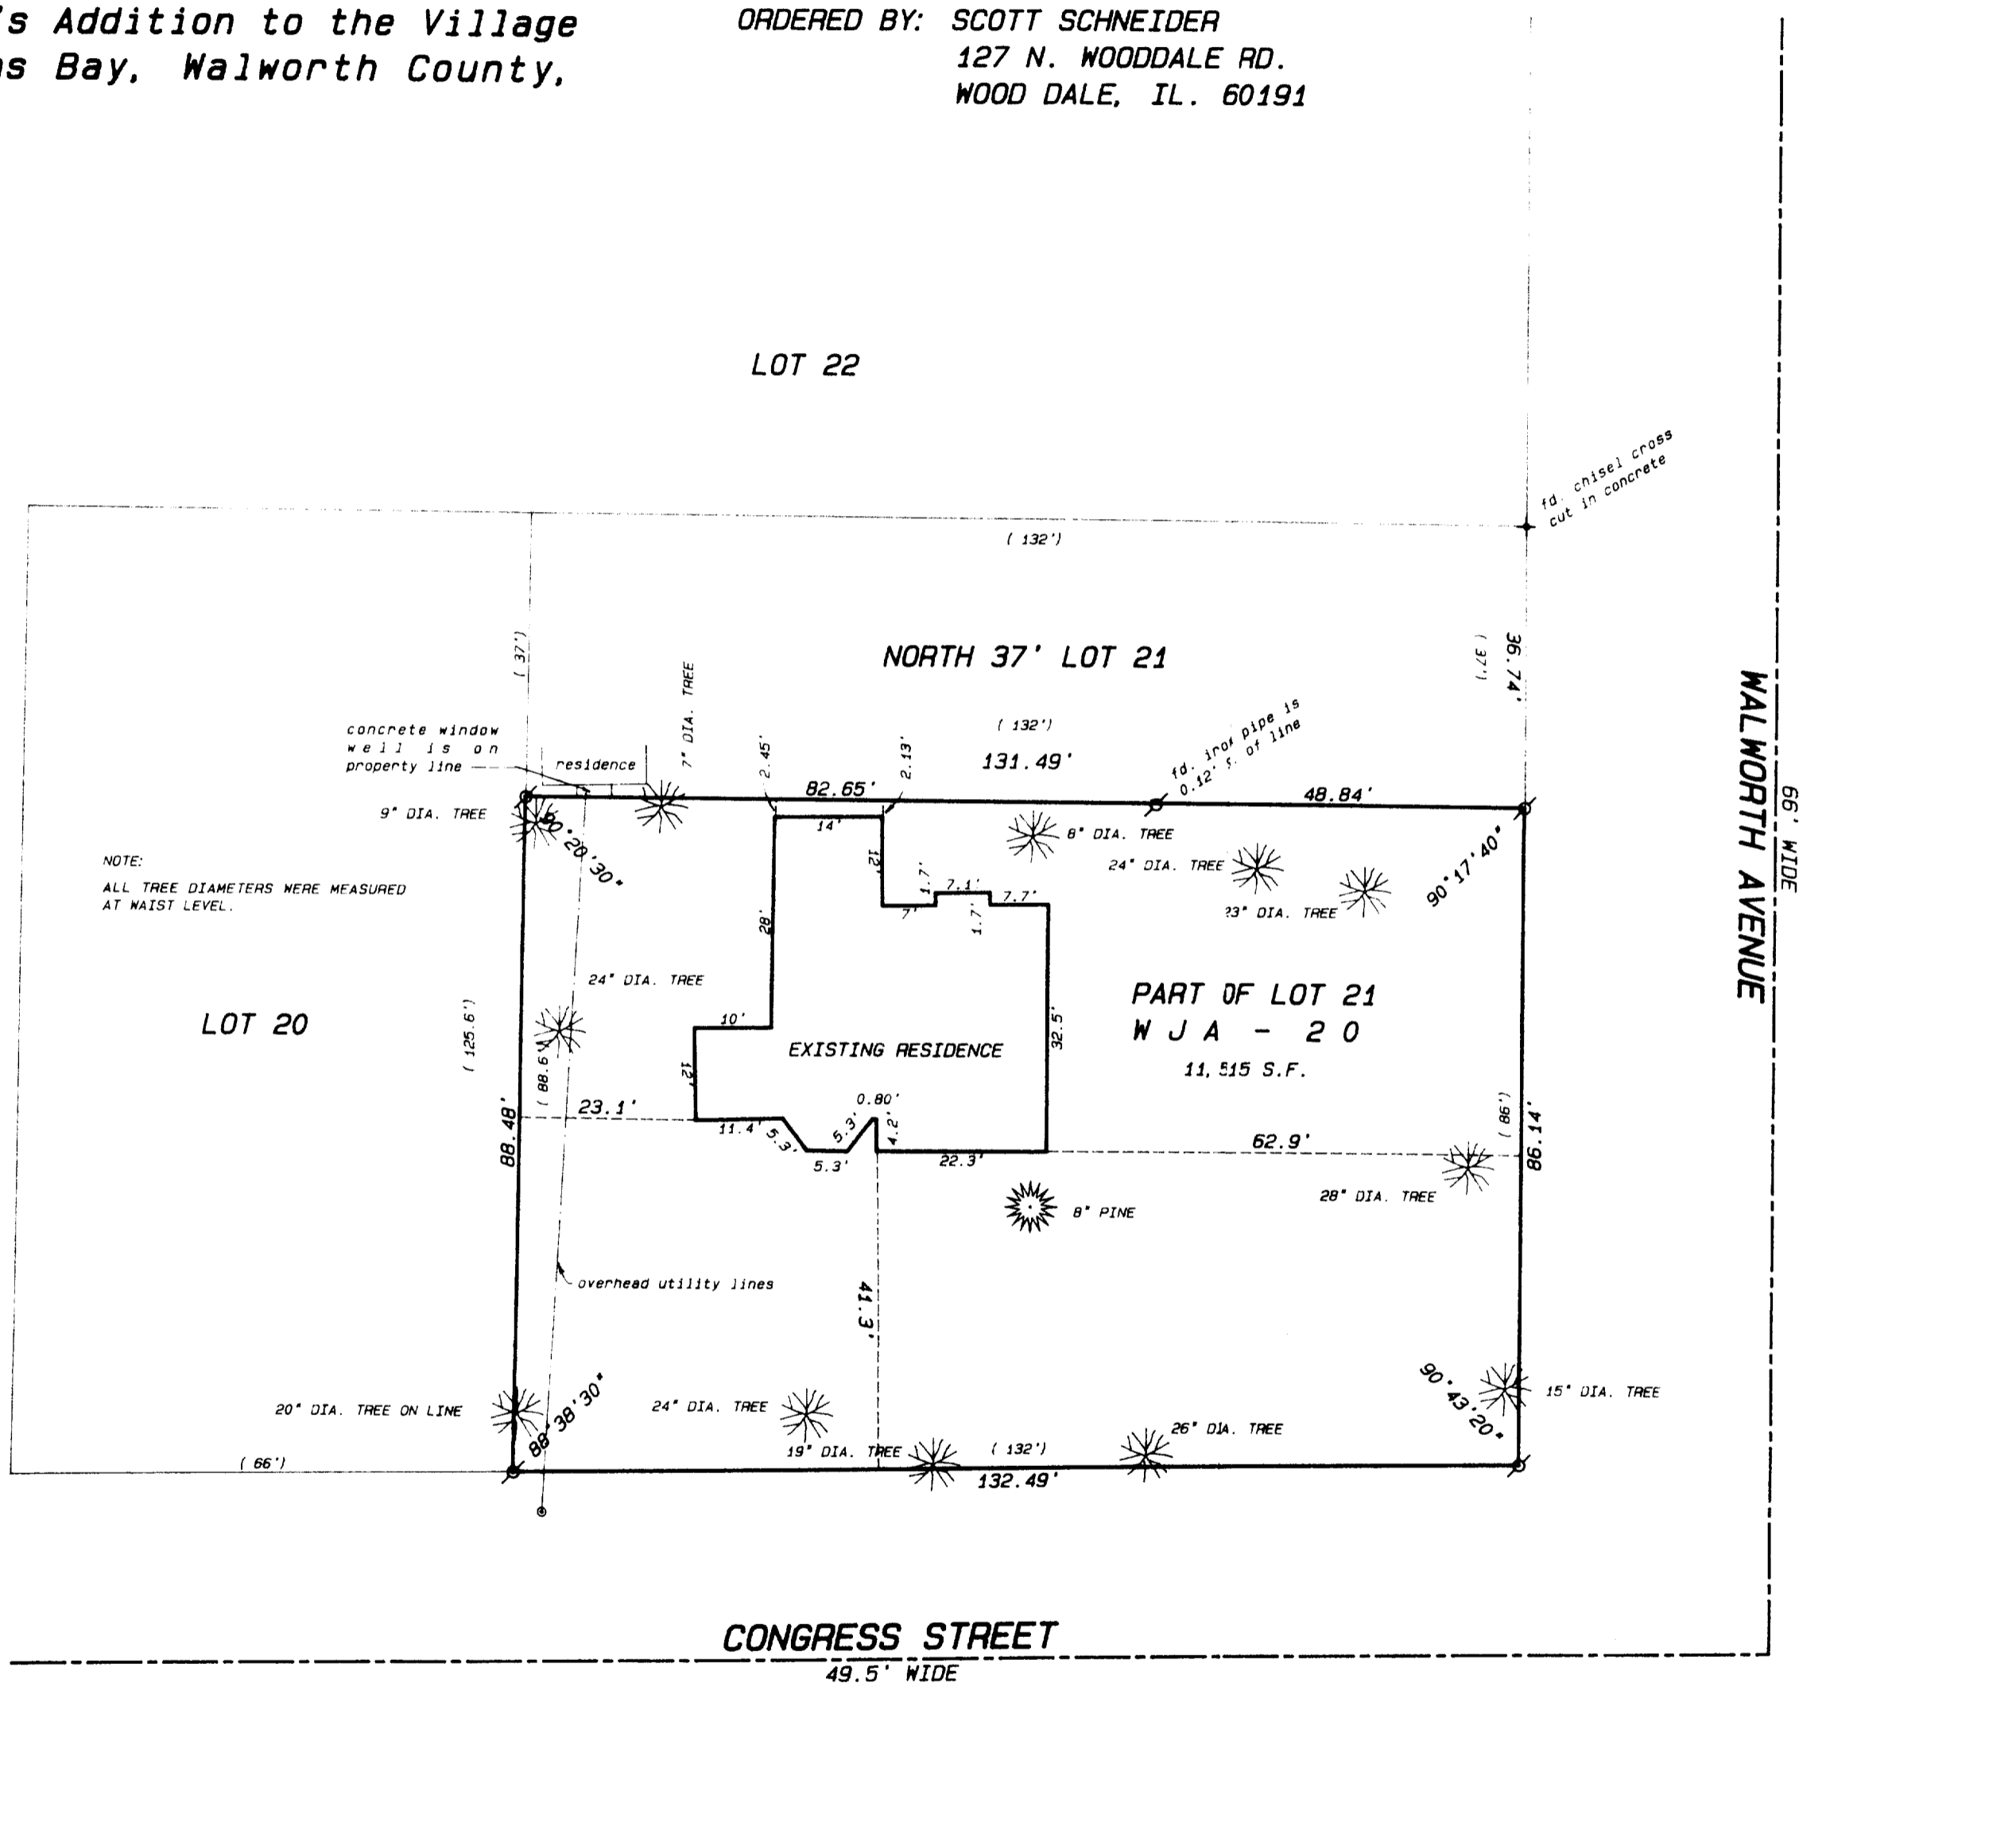 's Addition to the Village
s Bay, Walworth County,
ORDERED BY: SCOTT SCHNEIDER
127 N. WOODDALE RD.
WOOD DALE, IL. 60191
LOT 22
fd. chisel cross
cut in concrete
( 132')
( 37')
NORTH 37' LOT 21
36.74'
( 37')
WALWORTH AVENUE
66' WIDE
concrete window
well is on
property line
residence
7" DIA. TREE
2.45'
2.13'
( 132')
131.49'
fd. iron pipe is
0.12' s. of line
82.65'
48.84'
9" DIA. TREE
°20'30"
14'
12'
8" DIA. TREE
24" DIA. TREE
90°17'40"
NOTE:
ALL TREE DIAMETERS WERE MEASURED
AT WAIST LEVEL.
28'
1.7'
7.1'
7.7'
7'
1.7'
3" DIA. TREE
24" DIA. TREE
PART OF LOT 21
WJA - 20
11,515 S.F.
LOT 20
( 125.6')
( 88.6')
10'
12'
EXISTING RESIDENCE
32.5'
88.48'
23.1'
11.4'
5.3'
5.3'
5.3'
0.80'
4.2'
22.3'
62.9'
( 86')
86.14'
28" DIA. TREE
8" PINE
overhead utility lines
41.3'
20" DIA. TREE ON LINE
88°38'30"
24" DIA. TREE
19" DIA. TREE
( 132')
132.49'
26" DIA. TREE
90°43'20"
15" DIA. TREE
( 66')
CONGRESS STREET
49.5' WIDE